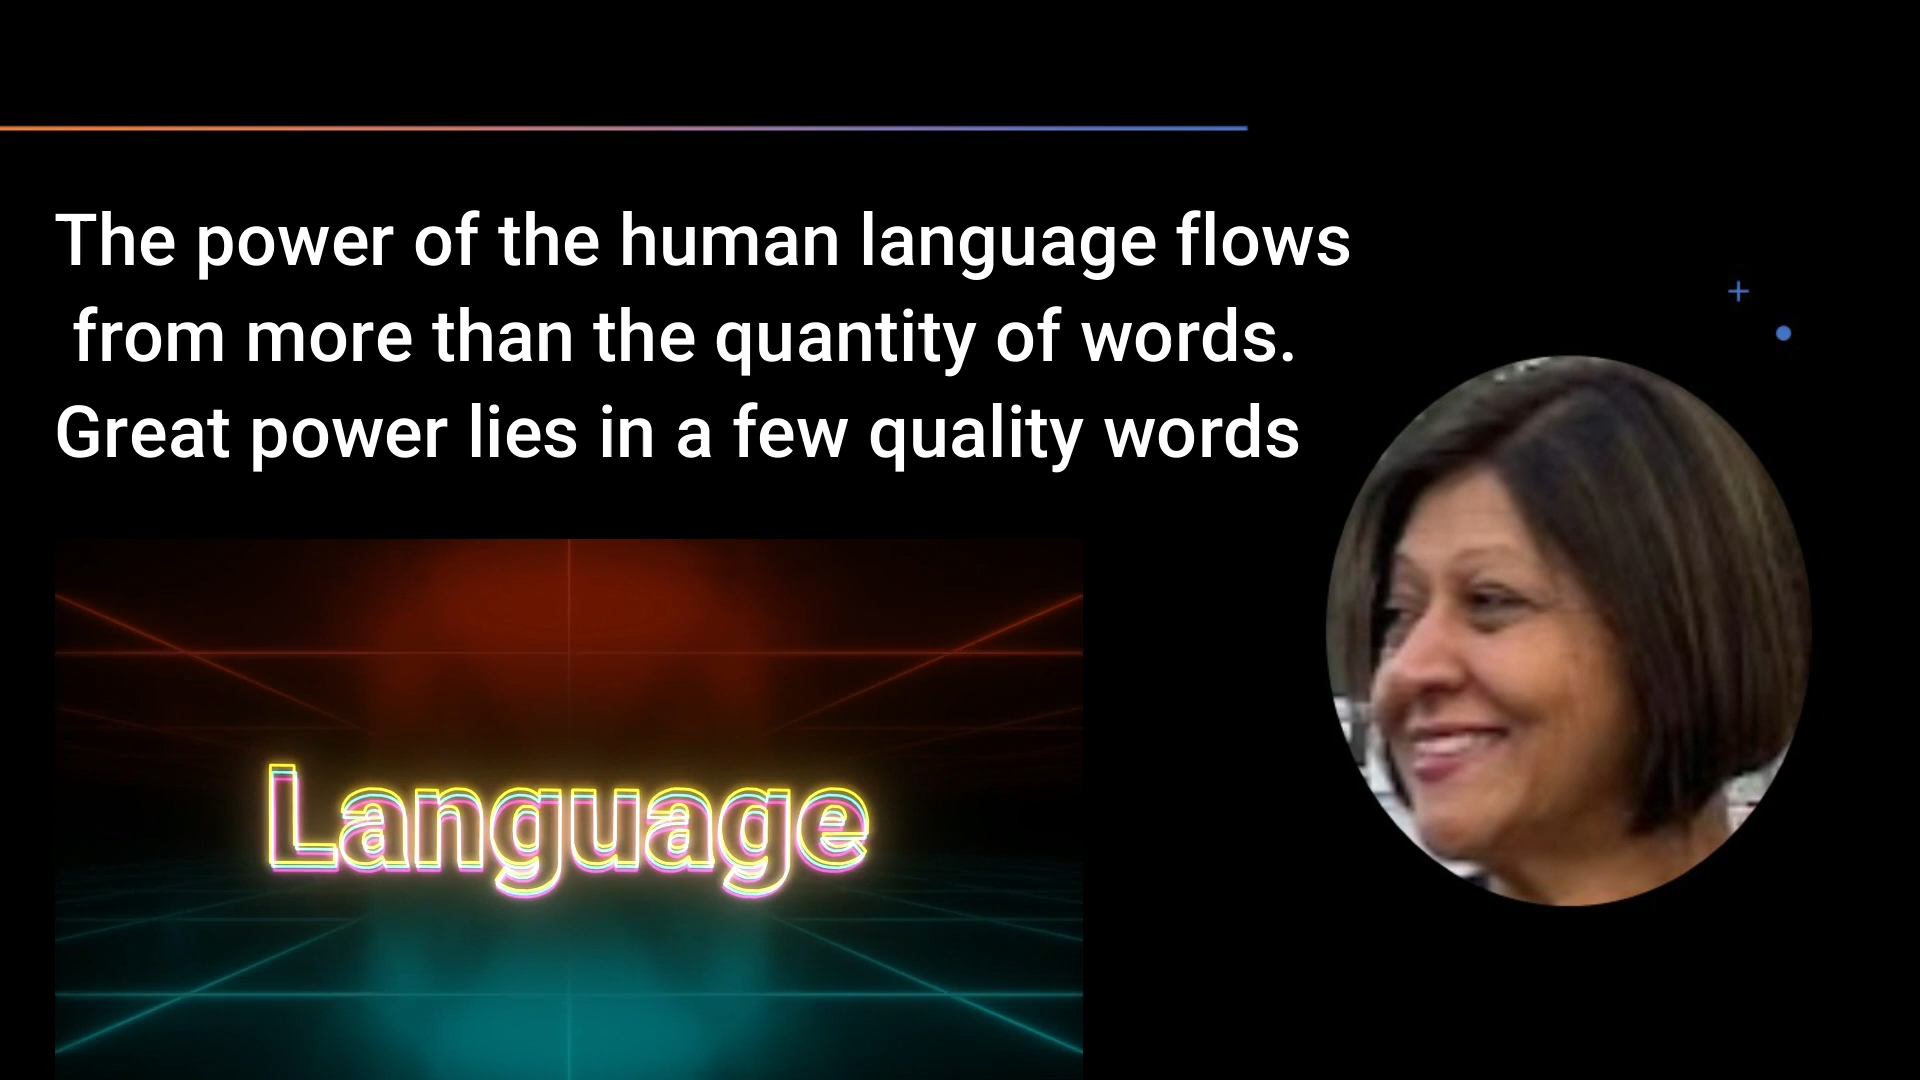 The power of the human language flows
from more than the quantity of words.
Great power lies in a few quality words
Language